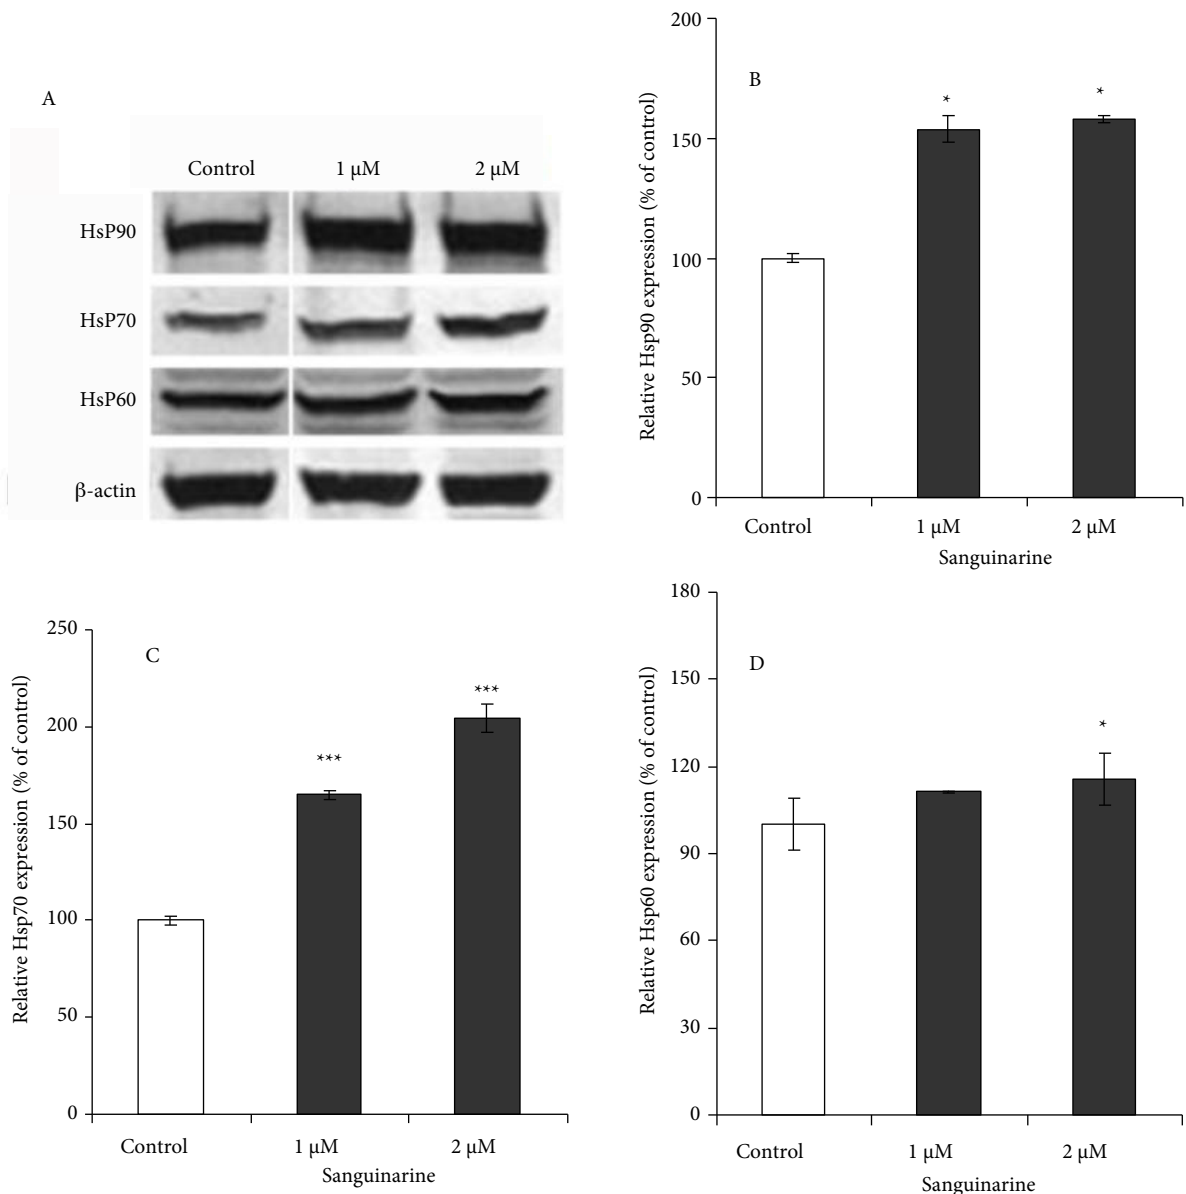 A
Control 1 µM 2 µM
HsP90
HsP70
HsP60
β-actin
B
Relative Hsp90 expression (% of control)
200
150
100
50
0
*
*
Control 1 µM 2 µM
Sanguinarine
C
Relative Hsp70 expression (% of control)
250
200
150
100
50
0
***
***
Control 1 µM 2 µM
Sanguinarine
D
Relative Hsp60 expression (% of control)
180
150
120
90
60
30
0
*
Control 1 µM 2 µM
Sanguinarine